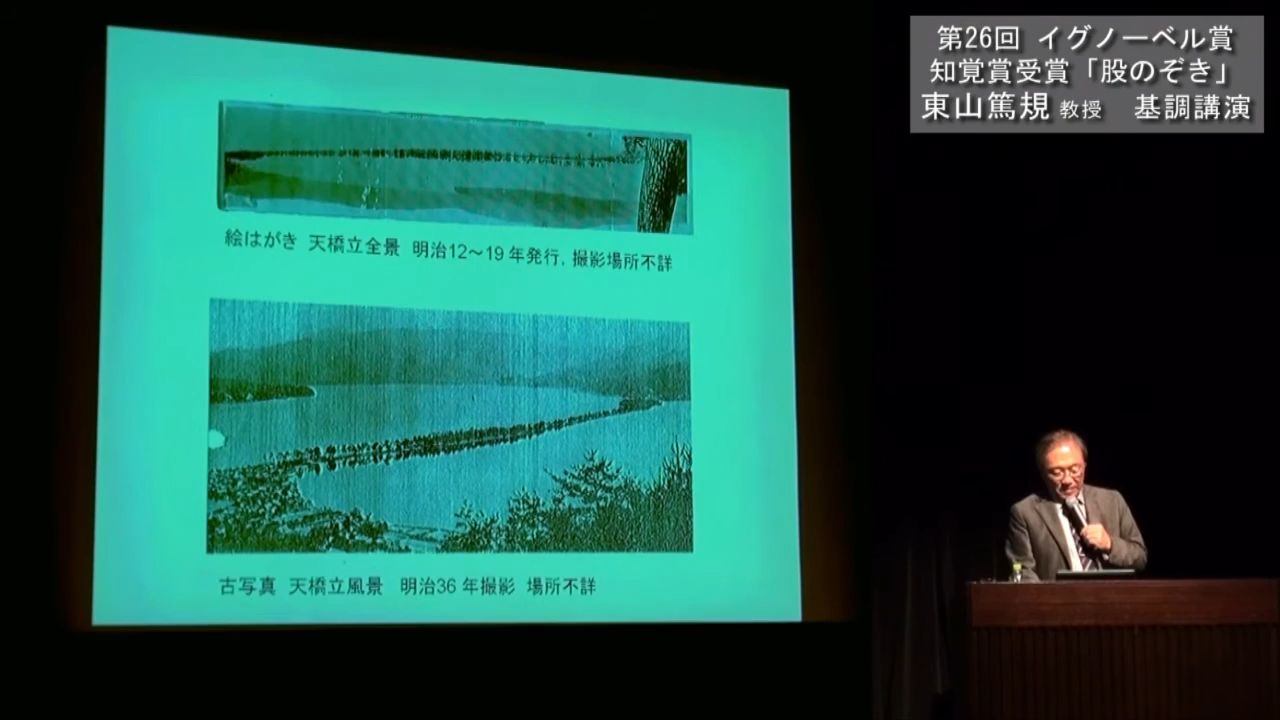 第26回 イグノーベル賞
知覚賞受賞「股のぞき」
東山篤規 教授 基調講演
絵はがき 天橋立全景 明治12～19年発行, 撮影場所不詳
古写真 天橋立風景 明治36年撮影 場所不詳